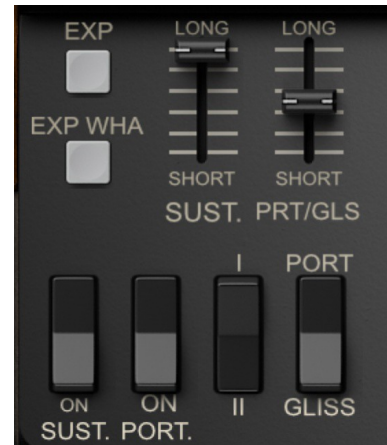 EXP
LONG
LONG
EXP WHA
SHORT
SHORT
SUST.
PRT/GLS
I
PORT
ON
ON
II
GLISS
SUST.
PORT.